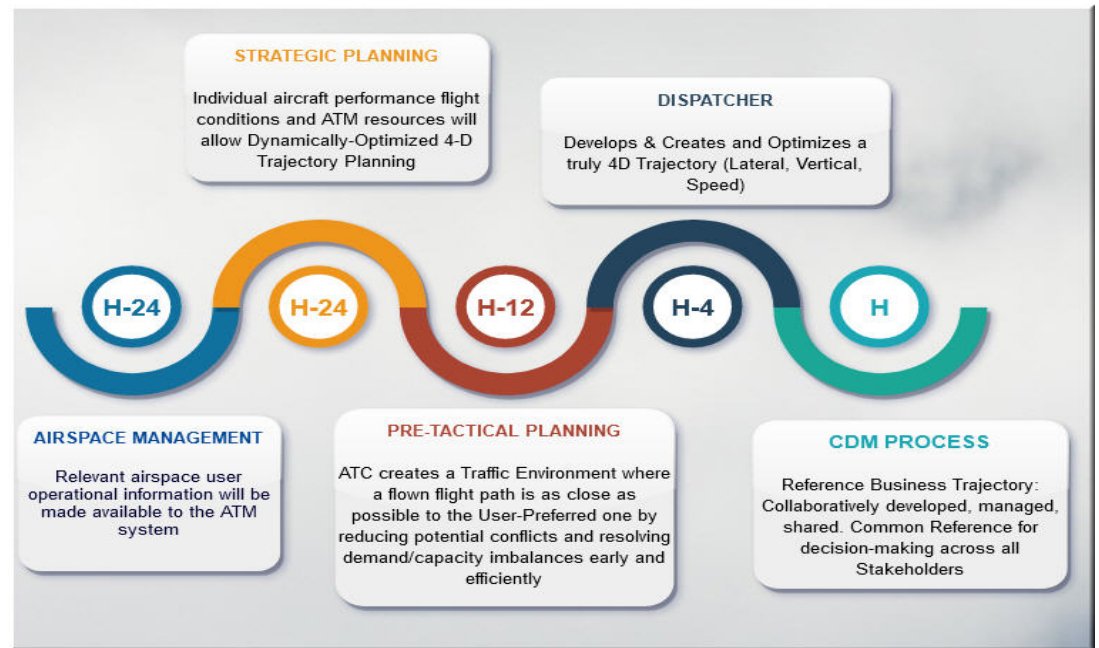 STRATEGIC PLANNING
Individual aircraft performance flight
conditions and ATM resources will
allow Dynamically-Optimized 4-D
Trajectory Planning
DISPATCHER
Develops & Creates and Optimizes a
truly 4D Trajectory (Lateral, Vertical,
Speed)
H-24
H-24
H-12
H-4
H
AIRSPACE MANAGEMENT
Relevant airspace user
operational information will be
made available to the ATM
system
PRE-TACTICAL PLANNING
ATC creates a Traffic Environment where
a flown flight path is as close as
possible to the User-Preferred one by
reducing potential conflicts and resolving
demand/capacity imbalances early and
efficiently
CDM PROCESS
Reference Business Trajectory:
Collaboratively developed, managed,
shared. Common Reference for
decision-making across all
Stakeholders